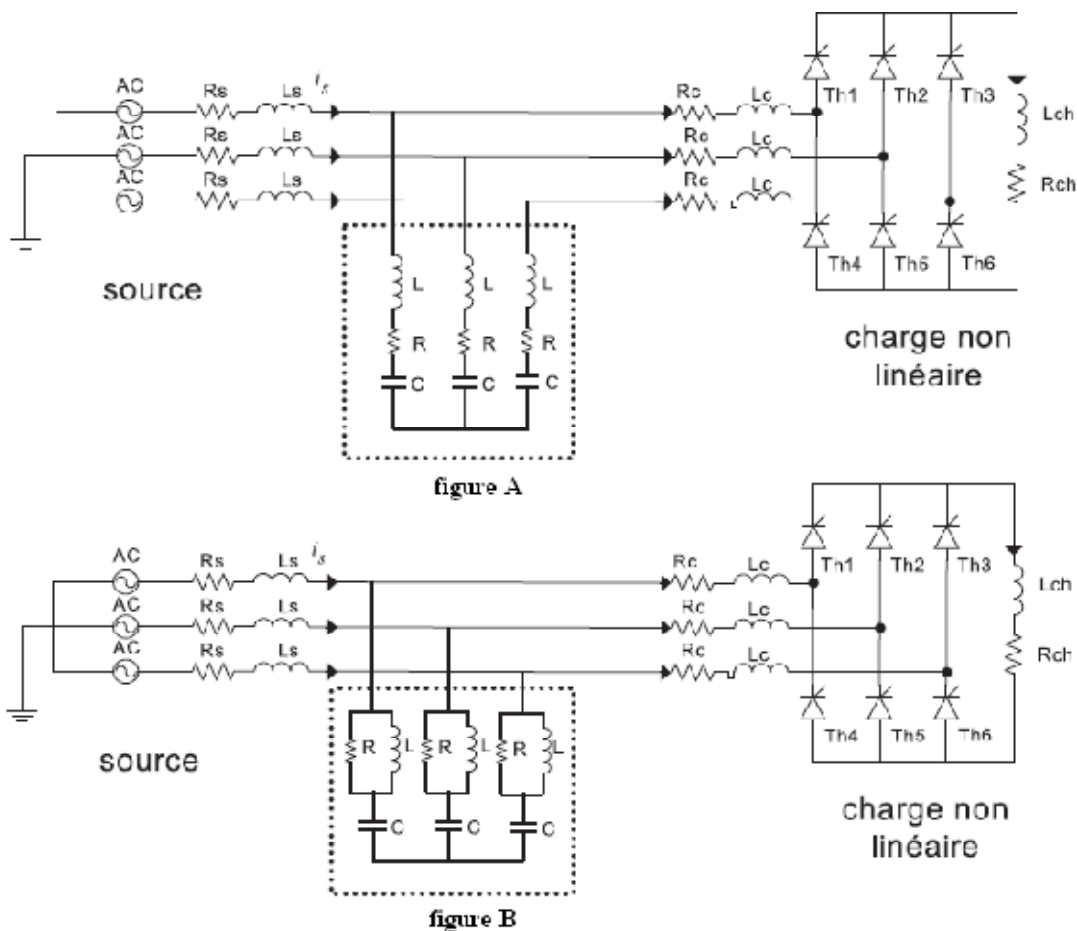 AC Rs Ls is Rc Lc Th1 Th2 Th3 Lch
AC Rs Ls Rc Lc Rch
AC Rs Ls Rc Lc
Th4 Th5 Th6
source
L L L
R R R
C C C
charge non
linéaire
figure A
AC Rs Ls is Rc Lc Th1 Th2 Th3 Lch
AC Rs Ls Rc Lc
AC Rs Ls Rc Lc Rch
Th4 Th5 Th6
source
R L R L R L
C C C
charge non
linéaire
figure B